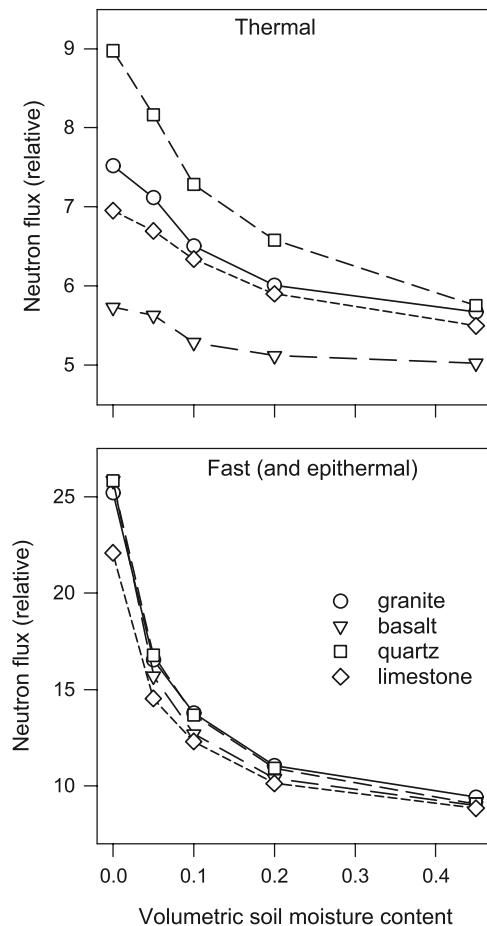 Thermal
9
8
7
6
5
Neutron flux (relative)
Fast (and epithermal)
25
20
15
10
Neutron flux (relative)
granite
basalt
quartz
limestone
0.0 0.1 0.2 0.3 0.4
Volumetric soil moisture content